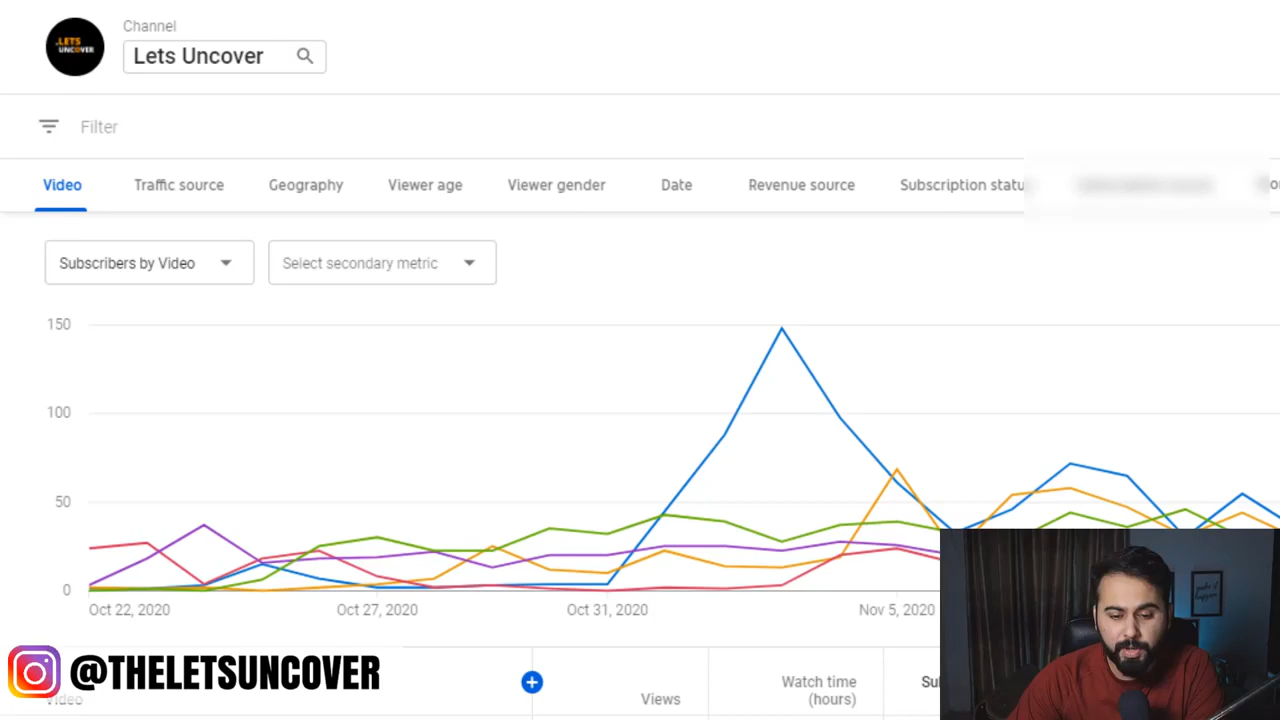 .LETS
UNCOVER
Channel
Lets Uncover
Filter
Video
Traffic source
Geography
Viewer age
Viewer gender
Date
Revenue source
Subscription statu
Subscribers by Video
Select secondary metric
150
100
50
0
Oct 22, 2020
Oct 27, 2020
Oct 31, 2020
Nov 5, 2020
@THELETSUNCOVER
Video
Views
Watch time
(hours)